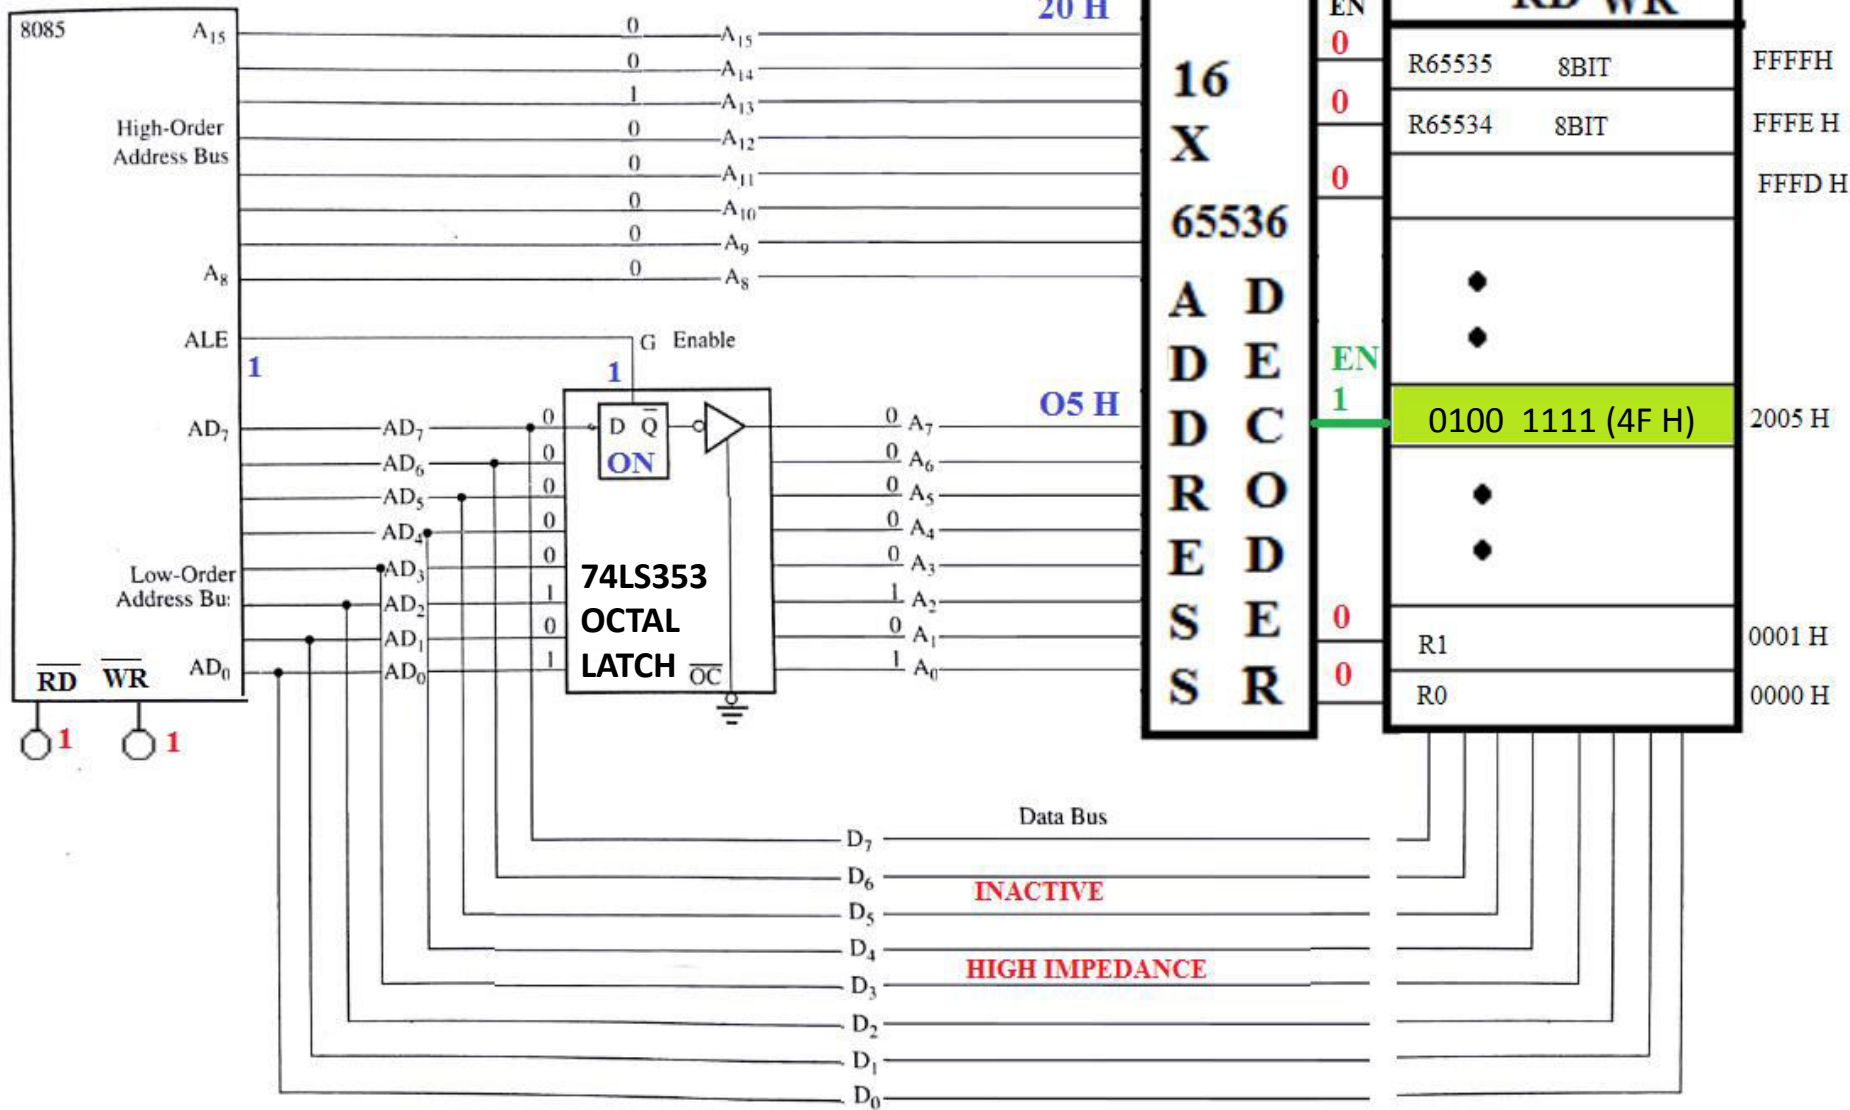 20 H
EN
RD WR
8085
A15
0
A15
0
A14
1
A13
0
A12
0
A11
0
A10
0
A9
A8
0
A8
High-Order
Address Bus
ALE
1
G Enable
1
AD7
AD7
0
AD6
0
AD5
0
AD4
0
AD3
0
AD2
1
AD1
0
AD0
AD0
1
Low-Order
Address Bu:
RD WR
1
1
D Q
ON
74LS353
OCTAL
LATCH OC
O5 H
0 A7
0 A6
0 A5
0 A4
0 A3
1 A2
0 A1
1 A0
16
X
65536
A D
D E
D C
R O
E D
S E
S R
0
0
0
EN
1
0
0
R65535 8BIT
FFFFH
R65534 8BIT
FFFE H
FFFD H
0100 1111 (4F H)
2005 H
R1
0001 H
R0
0000 H
Data Bus
D7
D6
INACTIVE
D5
D4
HIGH IMPEDANCE
D3
D2
D1
D0